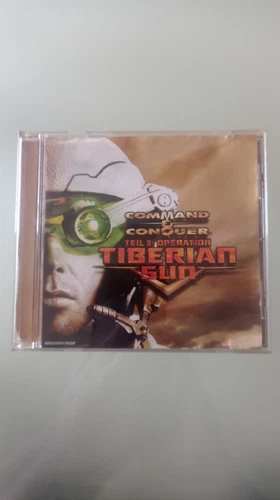 COMMAND
&
CONQUER
TEIL 3: OPERATION
TIBERIAN
SUN